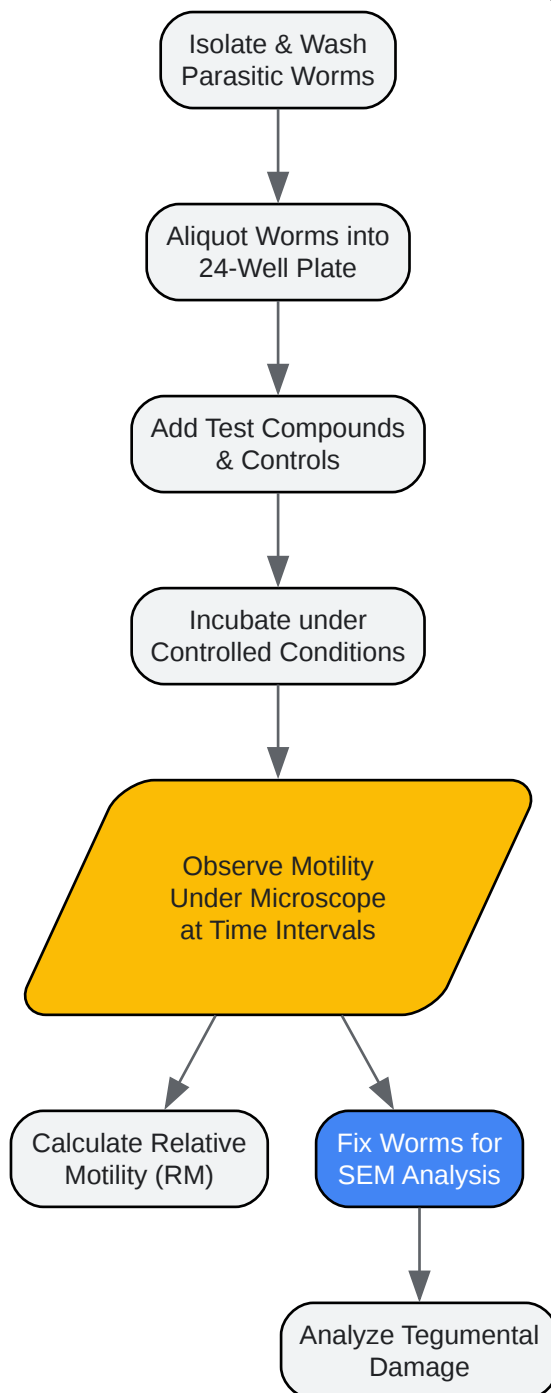 Isolate & Wash
Parasitic Worms
Aliquot Worms into
24-Well Plate
Add Test Compounds
& Controls
Incubate under
Controlled Conditions
Observe Motility
Under Microscope
at Time Intervals
Calculate Relative
Motility (RM)
Fix Worms for
SEM Analysis
Analyze Tegumental
Damage